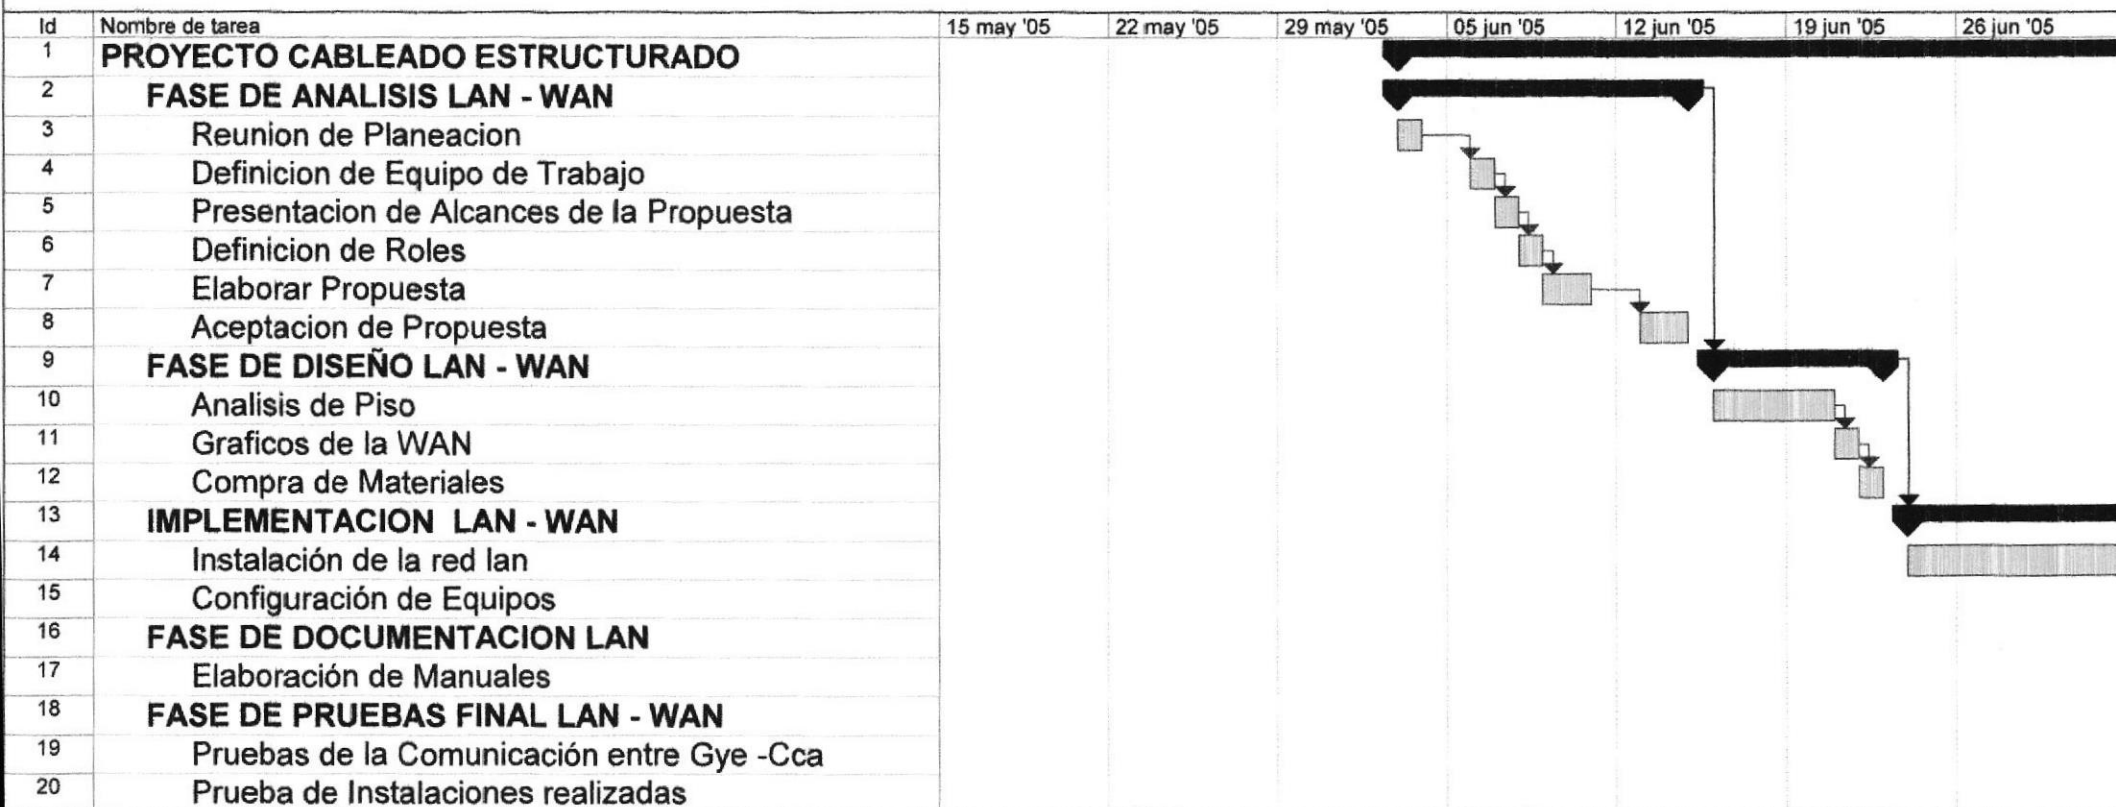 Id Nombre de tarea 15 may '05 22 may '05 29 may '05 05 jun '05 12 jun '05 19 jun '05 26 jun '05
1 PROYECTO CABLEADO ESTRUCTURADO
2 FASE DE ANALISIS LAN - WAN
3 Reunion de Planeacion
4 Definicion de Equipo de Trabajo
5 Presentacion de Alcances de la Propuesta
6 Definicion de Roles
7 Elaborar Propuesta
8 Aceptacion de Propuesta
9 FASE DE DISEÑO LAN - WAN
10 Analisis de Piso
11 Graficos de la WAN
12 Compra de Materiales
13 IMPLEMENTACION LAN - WAN
14 Instalación de la red lan
15 Configuración de Equipos
16 FASE DE DOCUMENTACION LAN
17 Elaboración de Manuales
18 FASE DE PRUEBAS FINAL LAN - WAN
19 Pruebas de la Comunicación entre Gye -Cca
20 Prueba de Instalaciones realizadas